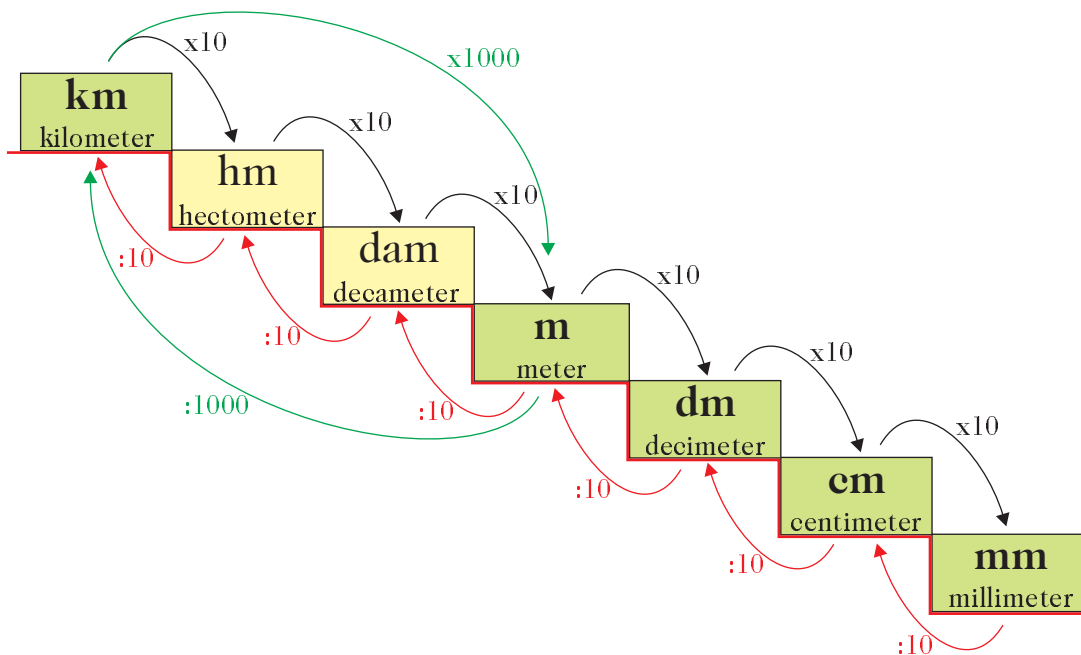 x10
x1000
km
kilometer
x10
hm
hectometer
:10
x10
dam
decameter
:10
x10
m
meter
:1000
:10
x10
dm
decimeter
:10
x10
cm
centimeter
:10
mm
millimeter
:10